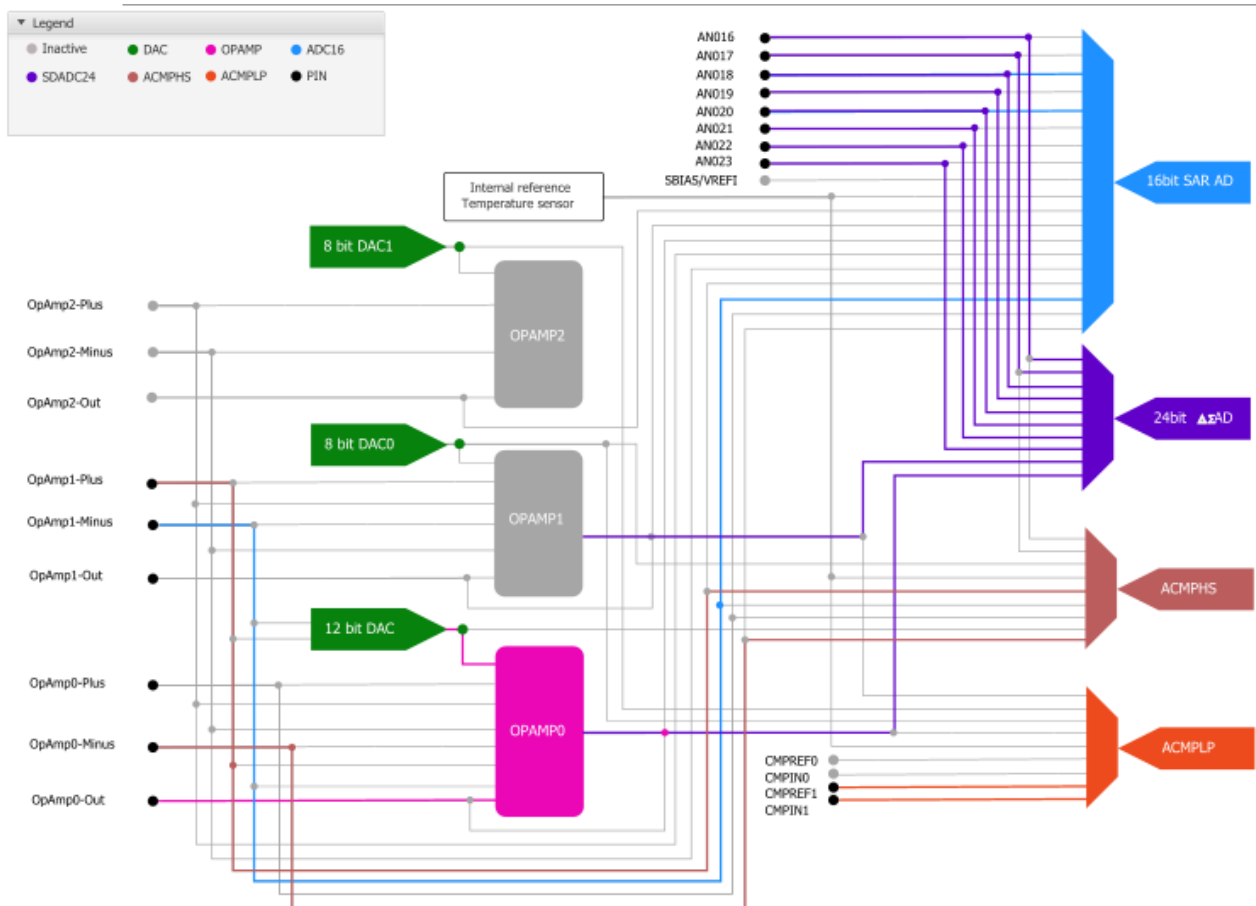 Legend
Inactive
DAC
OPAMP
ADC16
SDADC24
ACMPHS
ACMPLP
PIN
AN016
AN017
AN018
AN019
AN020
AN021
AN022
AN023
SBIAS/VREFI
16bit SAR AD
Internal reference
Temperature sensor
8 bit DAC1
OpAmp2-Plus
OPAMP2
OpAmp2-Minus
OpAmp2-Out
24bit ΔΣAD
8 bit DAC0
OpAmp1-Plus
OpAmp1-Minus
OPAMP1
OpAmp1-Out
ACMPHS
12 bit DAC
OpAmp0-Plus
OPAMP0
OpAmp0-Minus
ACMPLP
CMPREF0
CMPIN0
CMPREF1
CMPIN1
OpAmp0-Out